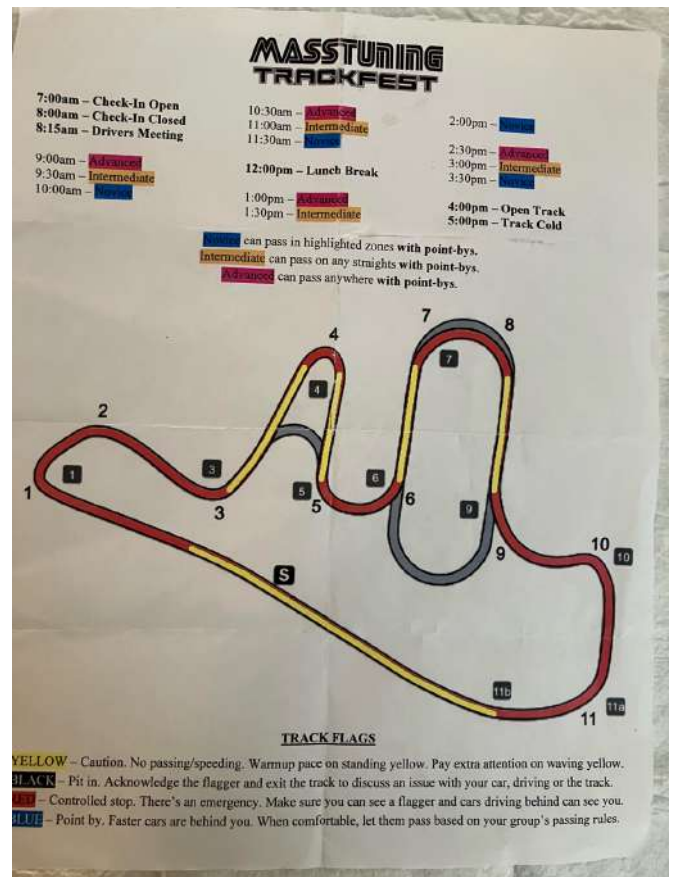 MASSTUNING
TRACKFEST
7:00am – Check-In Open
8:00am – Check-In Closed
8:15am – Drivers Meeting
9:00am – Advanced
9:30am – Intermediate
10:00am – Novice
10:30am – Advanced
11:00am – Intermediate
11:30am – Novice
12:00pm – Lunch Break
1:00pm – Advanced
1:30pm – Intermediate
2:00pm – Novice
2:30pm – Advanced
3:00pm – Intermediate
3:30pm – Novice
4:00pm – Open Track
5:00pm – Track Cold
Novice can pass in highlighted zones with point-bys.
Intermediate can pass on any straights with point-bys.
Advanced can pass anywhere with point-bys.
7
8
4
7
4
2
1
3
5
6
1
3
5
6
9
9
10
10
S
11b
11
11a
TRACK FLAGS
YELLOW – Caution. No passing/speeding. Warmup pace on standing yellow. Pay extra attention on waving yellow.
BLACK – Pit in. Acknowledge the flagger and exit the track to discuss an issue with your car, driving or the track.
RED – Controlled stop. There's an emergency. Make sure you can see a flagger and cars driving behind can see you.
BLUE – Point by. Faster cars are behind you. When comfortable, let them pass based on your group's passing rules.